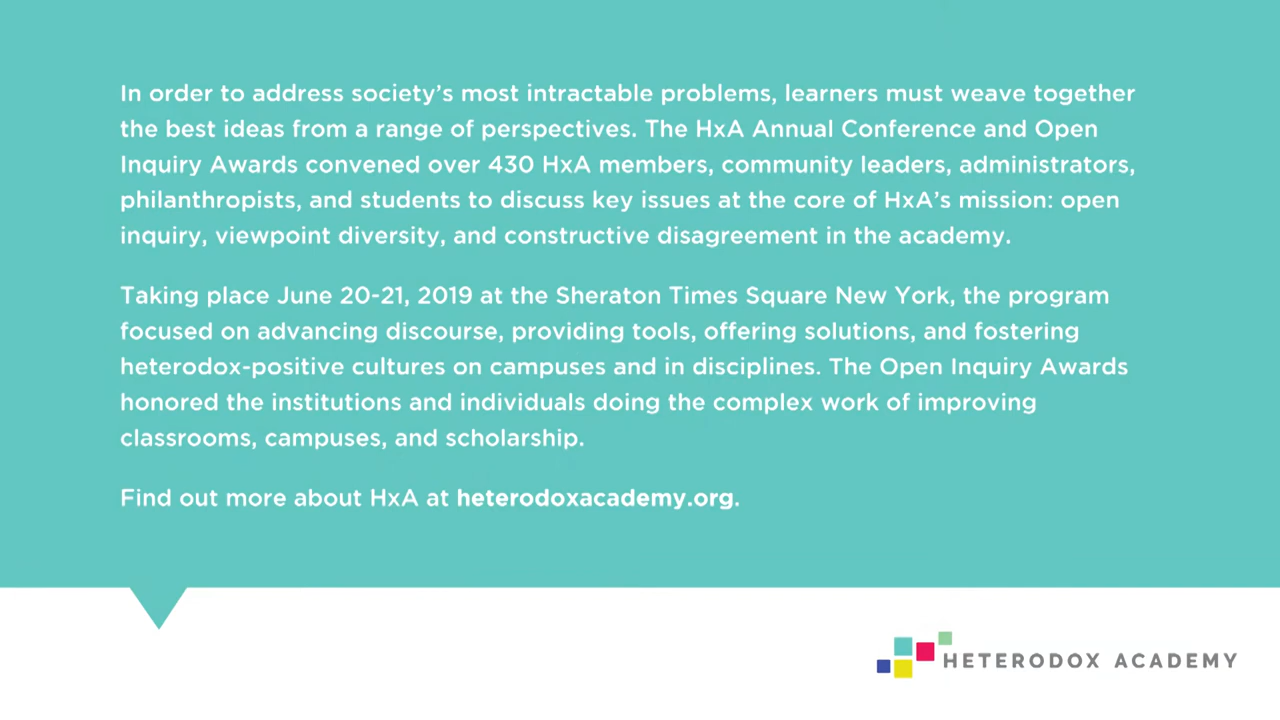 In order to address society's most intractable problems, learners must weave together
the best ideas from a range of perspectives. The HxA Annual Conference and Open
Inquiry Awards convened over 430 HxA members, community leaders, administrators,
philanthropists, and students to discuss key issues at the core of HxA's mission: open
inquiry, viewpoint diversity, and constructive disagreement in the academy.
Taking place June 20-21, 2019 at the Sheraton Times Square New York, the program
focused on advancing discourse, providing tools, offering solutions, and fostering
heterodox-positive cultures on campuses and in disciplines. The Open Inquiry Awards
honored the institutions and individuals doing the complex work of improving
classrooms, campuses, and scholarship.
Find out more about HxA at heterodoxacademy.org.
HETERODOX ACADEMY